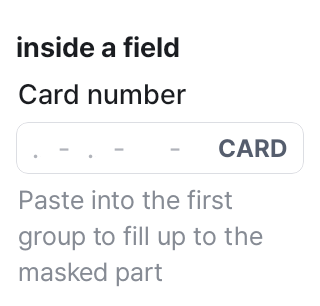 inside a field
Card number
. - . - - CARD
Paste into the first
group to fill up to the
masked part